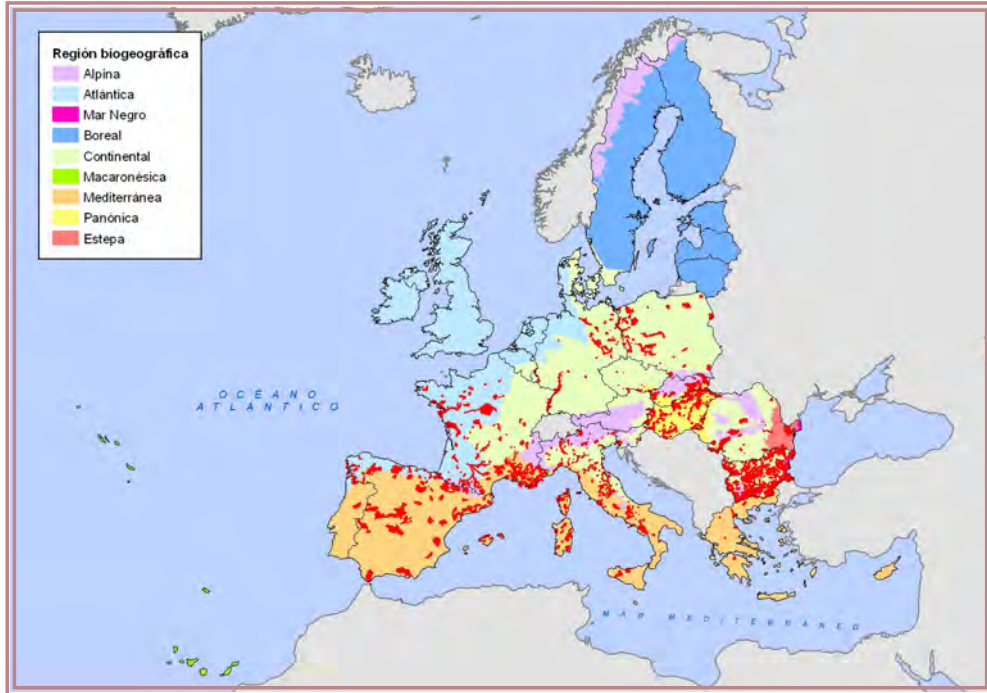 Región biogeográfica
Alpina
Atlántica
Mar Negro
Boreal
Continental
Macaronésica
Mediterránea
Panónica
Estepa
OCÉANO
ATLÁNTICO
MAR MEDITERRÁNEO